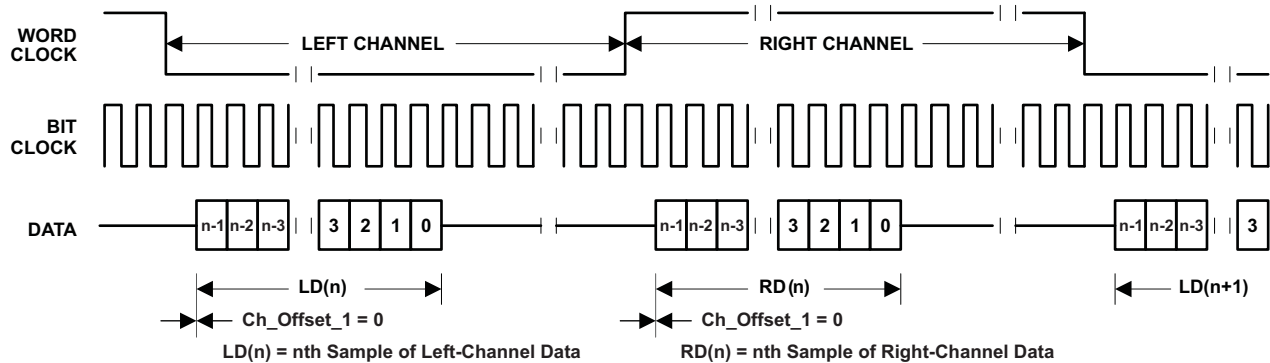 WORD
CLOCK
LEFT CHANNEL
RIGHT CHANNEL
BIT
CLOCK
DATA
n-1 n-2 n-3 3 2 1 0 n-1 n-2 n-3 3 2 1 0 n-1 n-2 n-3 3
LD(n)
RD(n)
LD(n+1)
Ch_Offset_1 = 0
Ch_Offset_1 = 0
LD(n) = nth Sample of Left-Channel Data
RD(n) = nth Sample of Right-Channel Data